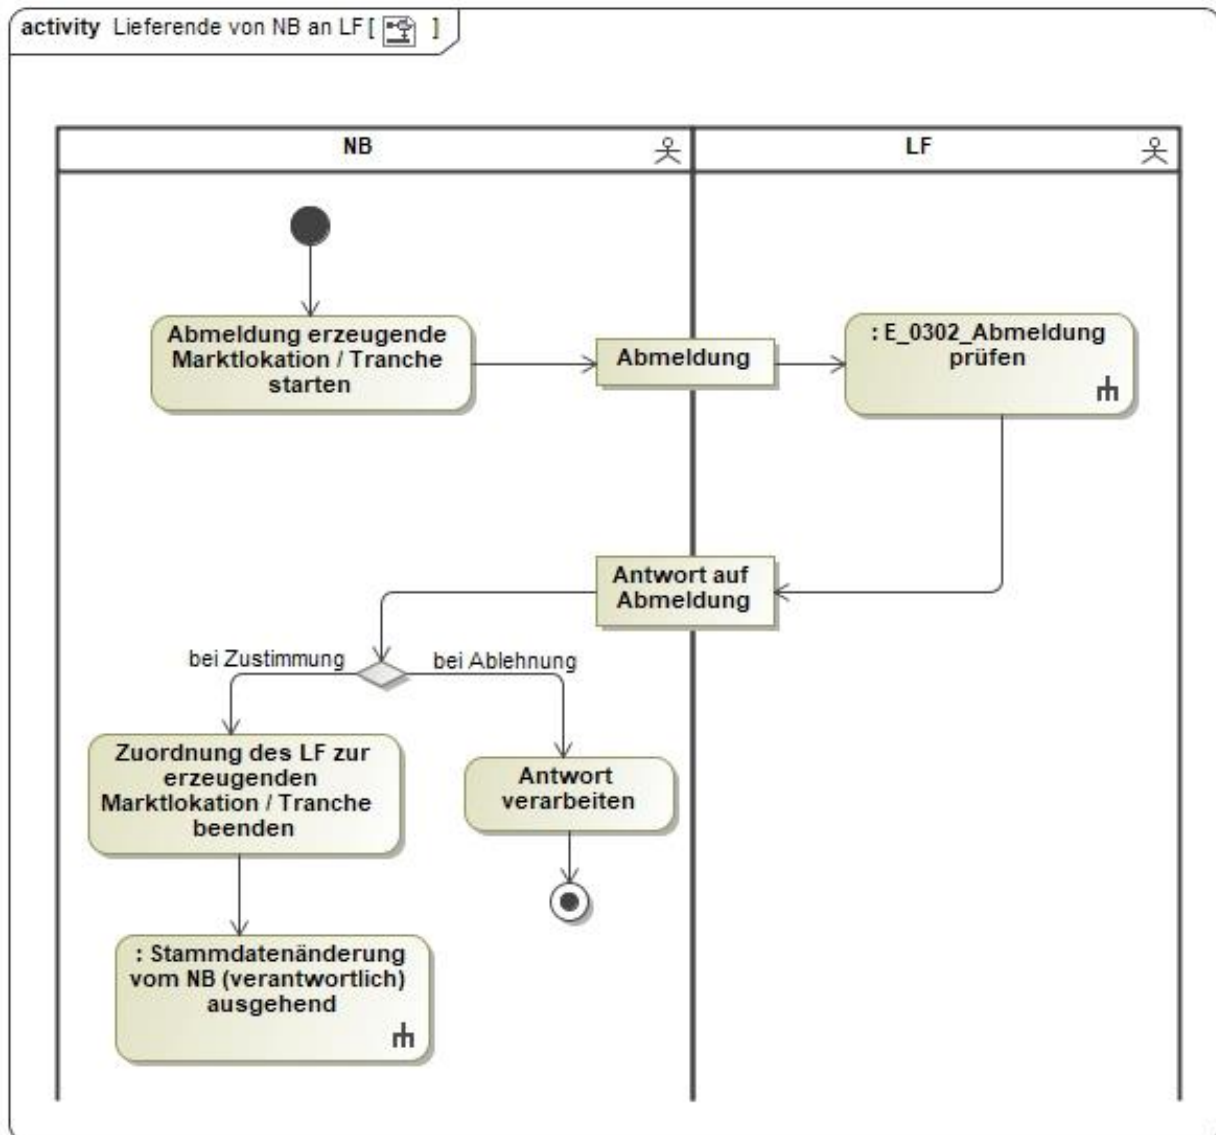 activity Lieferende von NB an LF [ ]
NB
LF
Abmeldung erzeugende
Marktlokation / Tranche
starten
Abmeldung
: E_0302_Abmeldung
prüfen
Antwort auf
Abmeldung
bei Zustimmung
bei Ablehnung
Zuordnung des LF zur
erzeugenden
Marktlokation / Tranche
beenden
Antwort
verarbeiten
: Stammdatenänderung
vom NB (verantwortlich)
ausgehend